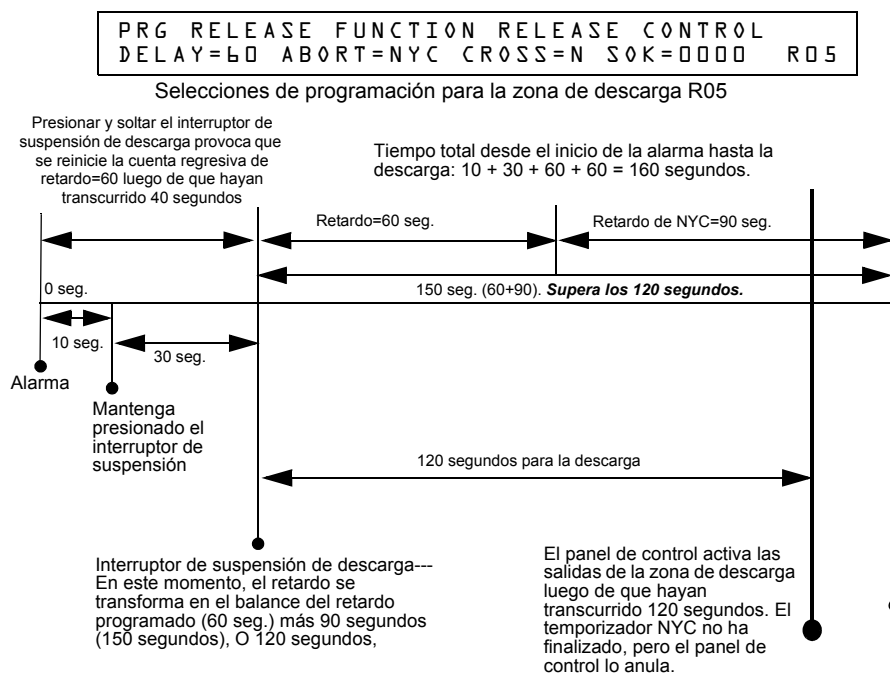 PRG RELEASE FUNCTION RELEASE CONTROL
DELAY=60 ABORT=NYC CROSS=N SOK=0000 R05
Selecciones de programación para la zona de descarga R05
Presionar y soltar el interruptor de
suspensión de descarga provoca que
se reinicie la cuenta regresiva de
retardo=60 luego de que hayan
transcurrido 40 segundos
Tiempo total desde el inicio de la alarma hasta la
descarga: 10 + 30 + 60 + 60 = 160 segundos.
Retardo=60 seg.
Retardo de NYC=90 seg.
0 seg.
150 seg. (60+90). Supera los 120 segundos.
10 seg.
30 seg.
Alarma
Mantenga
presionado el
interruptor de
suspensión
120 segundos para la descarga
Interruptor de suspensión de descarga---
En este momento, el retardo se
transforma en el balance del retardo
programado (60 seg.) más 90 segundos
(150 segundos), O 120 segundos,
El panel de control activa las
salidas de la zona de descarga
luego de que hayan
transcurrido 120 segundos. El
temporizador NYC no ha
finalizado, pero el panel de
control lo anula.